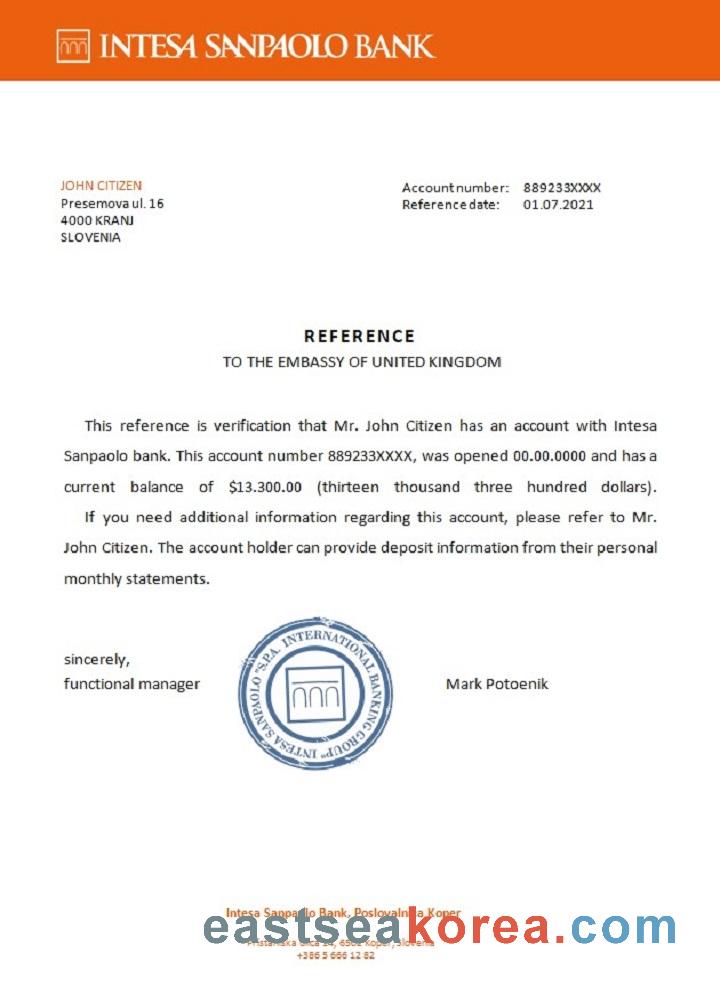 INTESA SANPAOLO BANK
JOHN CITIZEN
Presemova ul. 16
4000 KRANJ
SLOVENIA
Account number: 889233XXXX
Reference date: 01.07.2021
REFERENCE
TO THE EMBASSY OF UNITED KINGDOM
This reference is verification that Mr. John Citizen has an account with Intesa
Sanpaolo bank. This account number 889233XXXX, was opened 00.00.0000 and has a
current balance of $13.300.00 (thirteen thousand three hundred dollars).
If you need additional information regarding this account, please refer to Mr.
John Citizen. The account holder can provide deposit information from their personal
monthly statements.
sincerely,
functional manager
INTESA SANPAOLO "S.P.A. INTERNATIONAL BANKING GROUP"
Mark Potoenik
Intesa Sanpaolo Bank, Poslovalnica Koper
eastseakorea.com
6502 Koper, Slovenia
+386 5 666 12 82